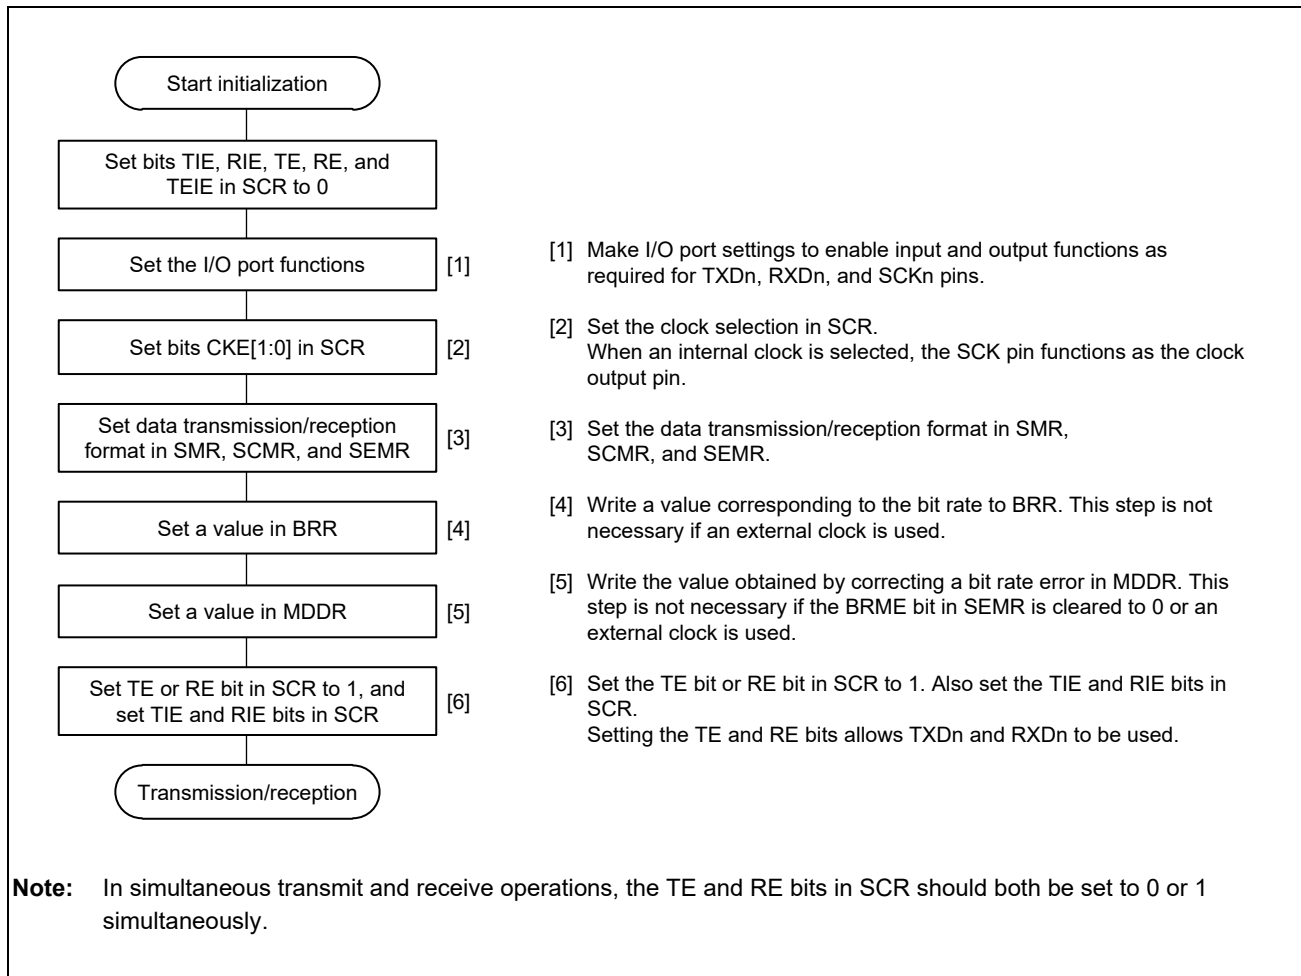 Start initialization
Set bits TIE, RIE, TE, RE, and
TEIE in SCR to 0
Set the I/O port functions
[1]
Set bits CKE[1:0] in SCR
[2]
Set data transmission/reception
format in SMR, SCMR, and SEMR
[3]
Set a value in BRR
[4]
Set a value in MDDR
[5]
Set TE or RE bit in SCR to 1, and
set TIE and RIE bits in SCR
[6]
Transmission/reception
[1] Make I/O port settings to enable input and output functions as
required for TXDn, RXDn, and SCKn pins.
[2] Set the clock selection in SCR.
When an internal clock is selected, the SCK pin functions as the clock
output pin.
[3] Set the data transmission/reception format in SMR,
SCMR, and SEMR.
[4] Write a value corresponding to the bit rate to BRR. This step is not
necessary if an external clock is used.
[5] Write the value obtained by correcting a bit rate error in MDDR. This
step is not necessary if the BRME bit in SEMR is cleared to 0 or an
external clock is used.
[6] Set the TE bit or RE bit in SCR to 1. Also set the TIE and RIE bits in
SCR.
Setting the TE and RE bits allows TXDn and RXDn to be used.
Note: In simultaneous transmit and receive operations, the TE and RE bits in SCR should both be set to 0 or 1
simultaneously.